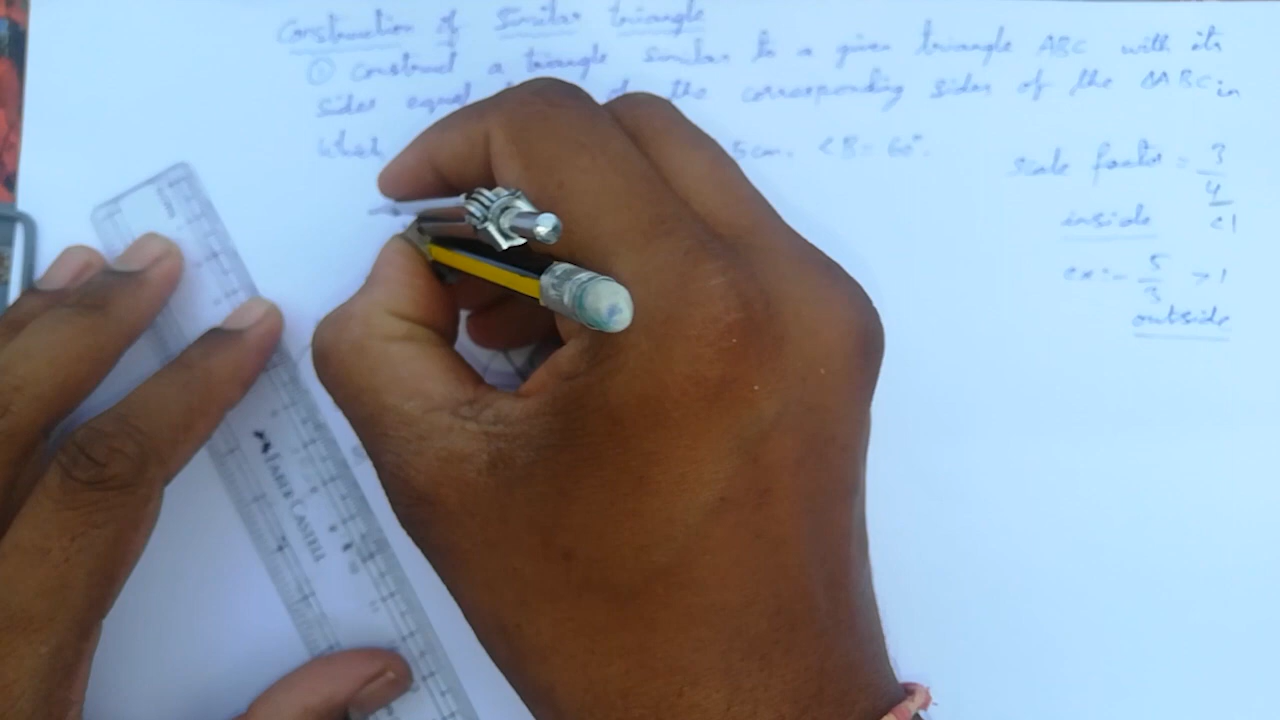 Construction of Similar triangle
① construct a triangle similar to a given triangle ABC with its
sides equal of the corresponding sides of the ΔABC in
which 5cm. <B = 60°.
scale factor = 3/4
<1
inside
ex:- 5/3 >1
outside
FABER CASTELL